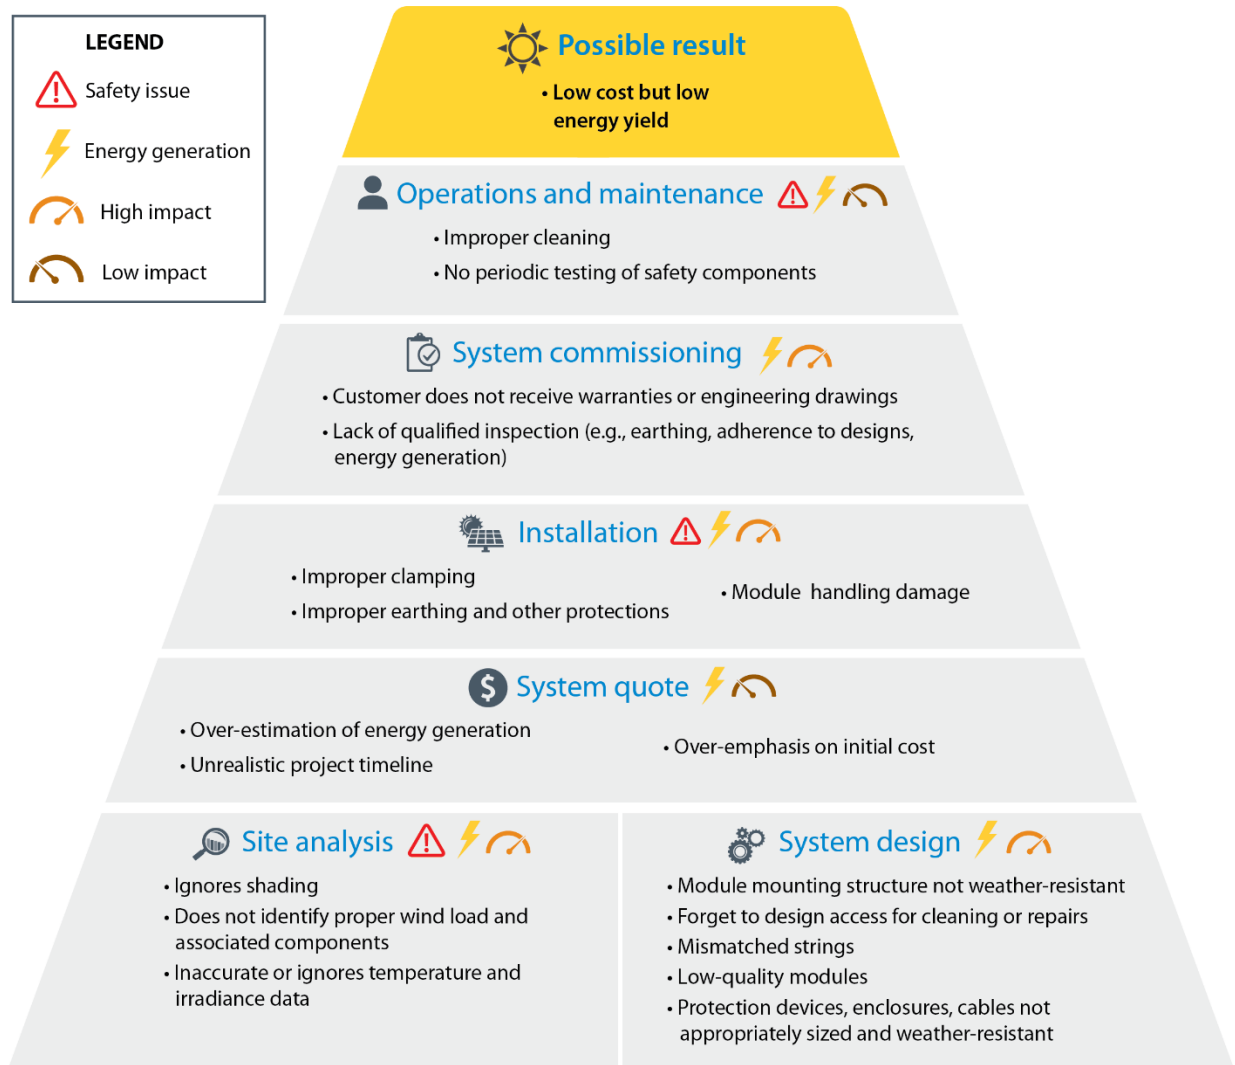 LEGEND
Safety issue
Energy generation
High impact
Low impact
Possible result
• Low cost but low
energy yield
Operations and maintenance
• Improper cleaning
• No periodic testing of safety components
System commissioning
• Customer does not receive warranties or engineering drawings
• Lack of qualified inspection (e.g., earthing, adherence to designs,
energy generation)
Installation
• Improper clamping
• Improper earthing and other protections
• Module handling damage
$ System quote
• Over-estimation of energy generation
• Unrealistic project timeline
• Over-emphasis on initial cost
Site analysis
• Ignores shading
• Does not identify proper wind load and
associated components
• Inaccurate or ignores temperature and
irradiance data
System design
• Module mounting structure not weather-resistant
• Forget to design access for cleaning or repairs
• Mismatched strings
• Low-quality modules
• Protection devices, enclosures, cables not
appropriately sized and weather-resistant